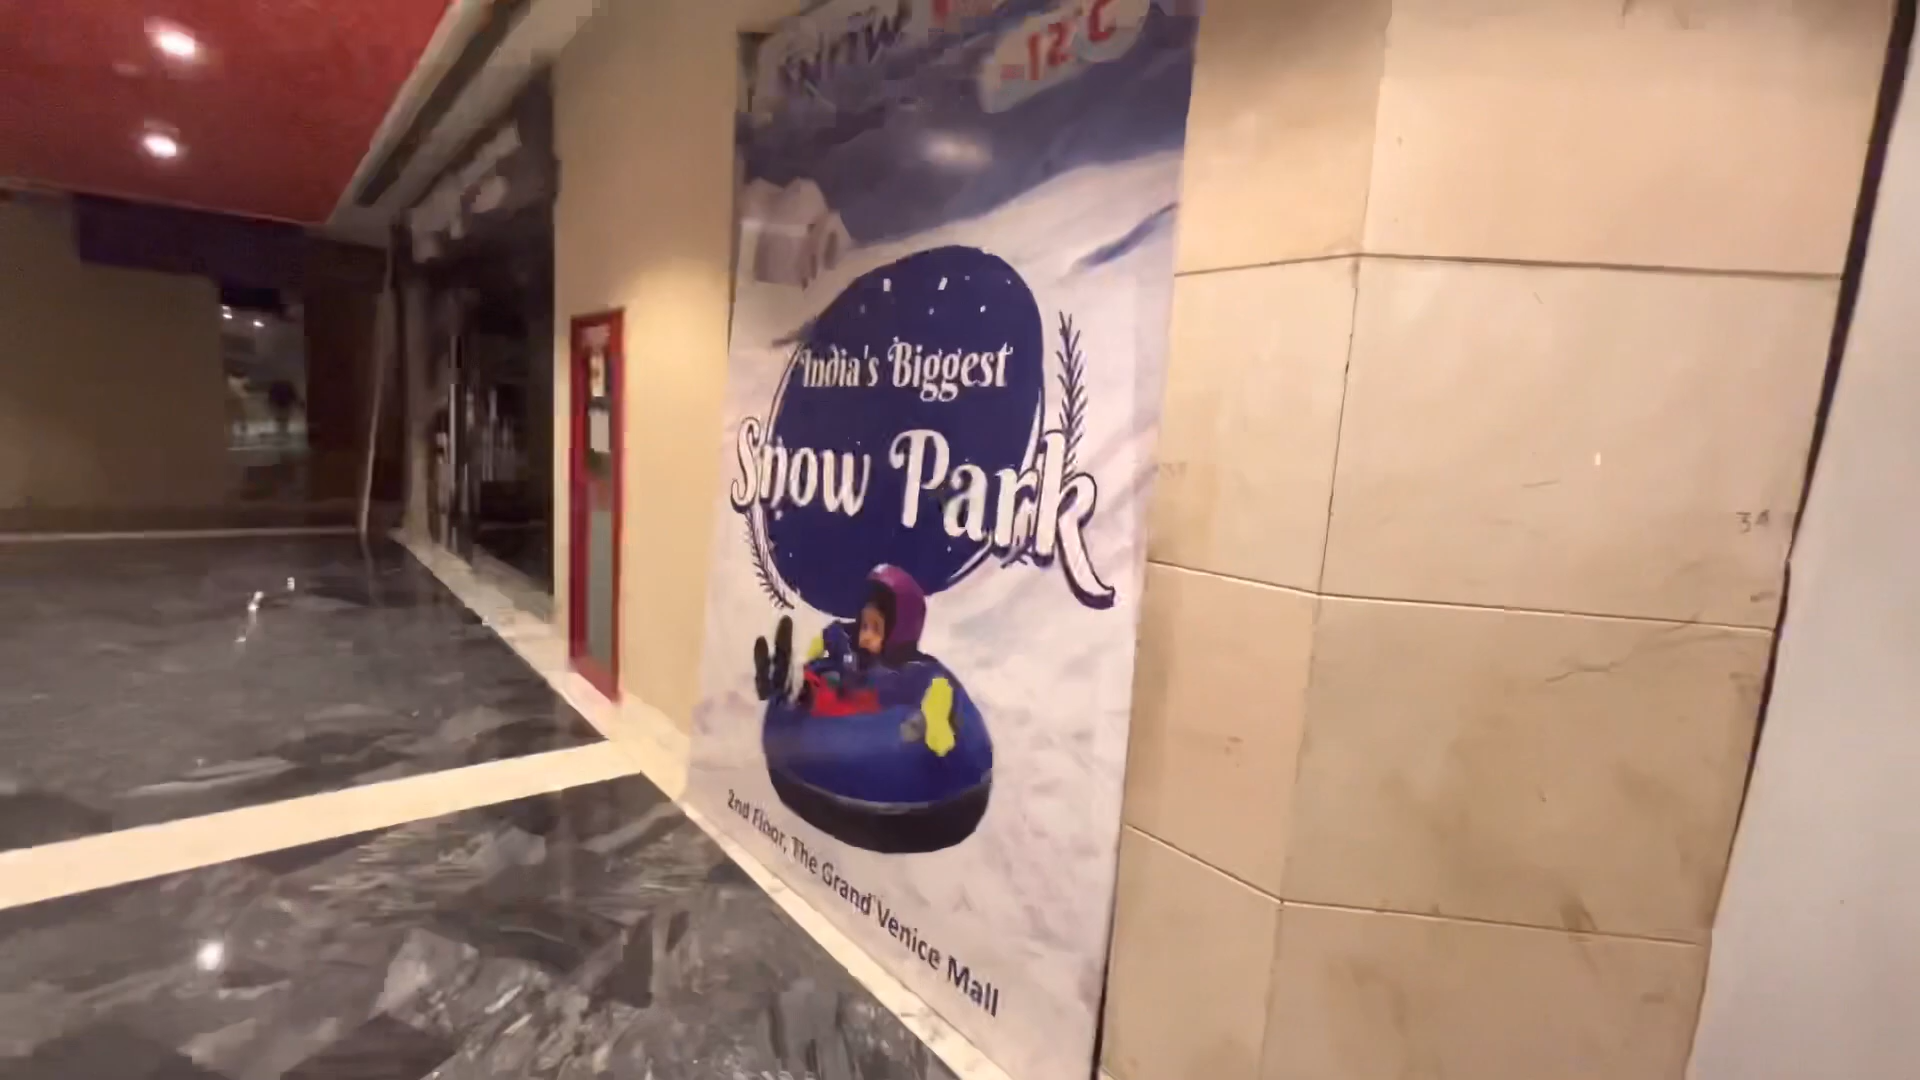 -12°C
India's Biggest
Snow Park
2nd Floor, The Grand Venice Mall